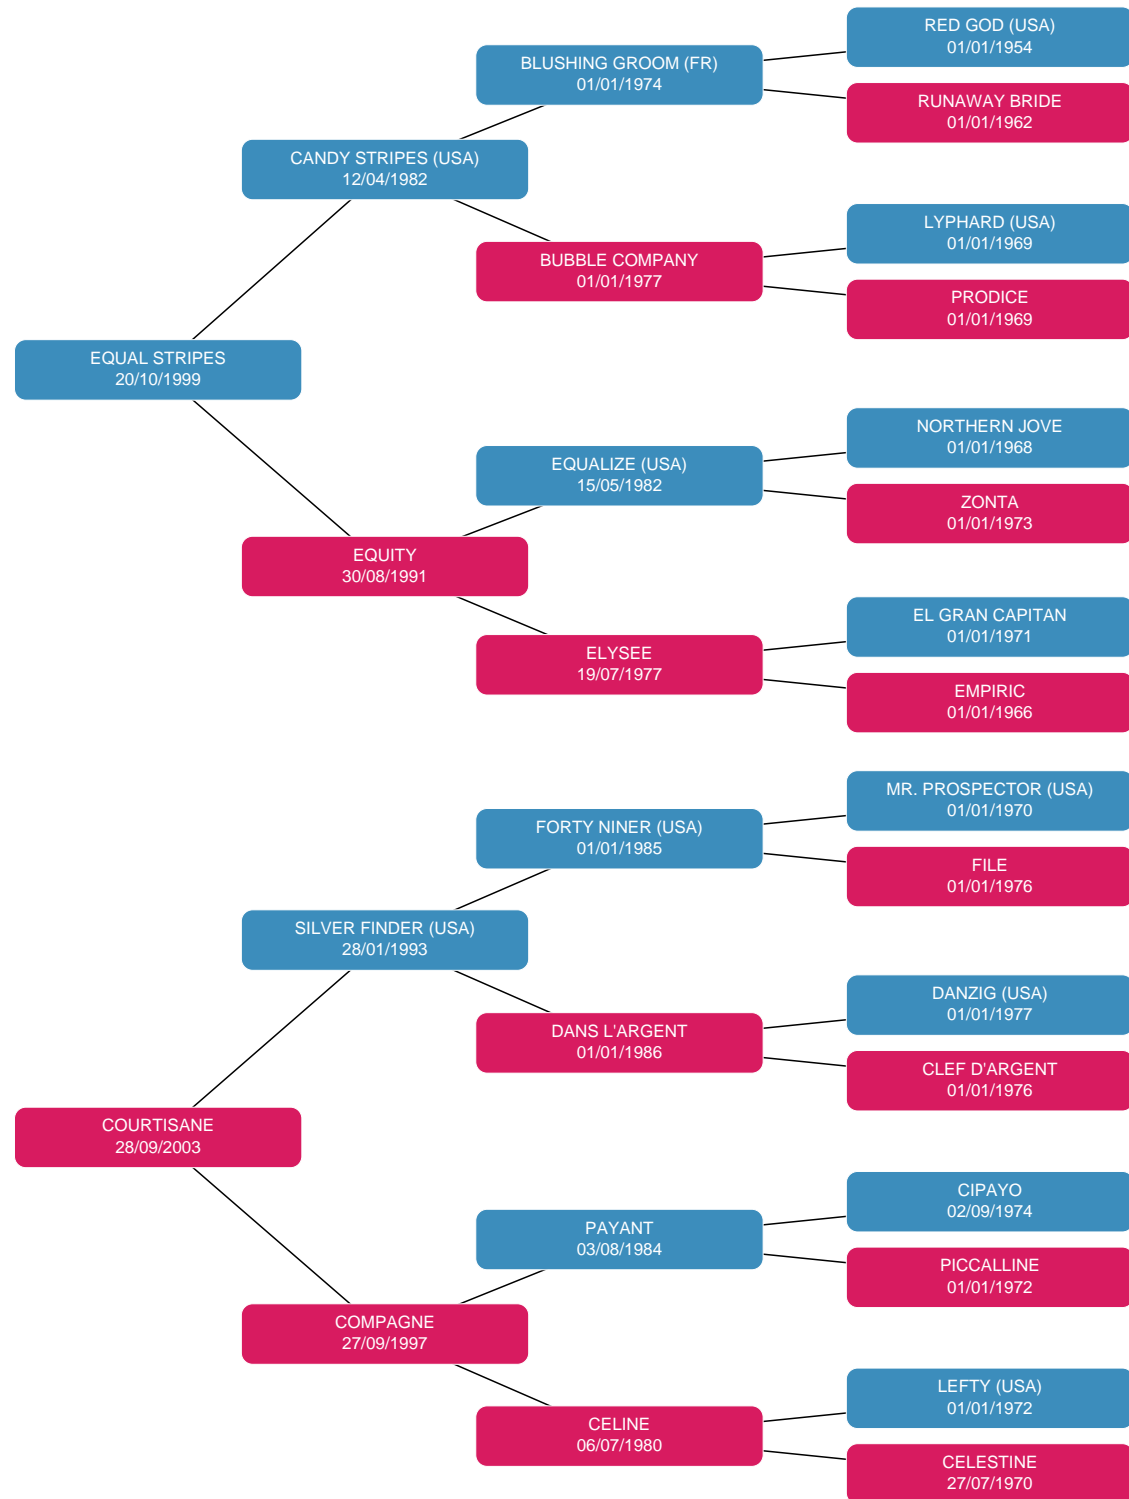 RED GOD (USA)
01/01/1954
BLUSHING GROOM (FR)
01/01/1974
RUNAWAY BRIDE
01/01/1962
CANDY STRIPES (USA)
12/04/1982
LYPHARD (USA)
01/01/1969
BUBBLE COMPANY
01/01/1977
PRODICE
01/01/1969
EQUAL STRIPES
20/10/1999
NORTHERN JOVE
01/01/1968
EQUALIZE (USA)
15/05/1982
ZONTA
01/01/1973
EQUITY
30/08/1991
EL GRAN CAPITAN
01/01/1971
ELYSEE
19/07/1977
EMPIRIC
01/01/1966
MR. PROSPECTOR (USA)
01/01/1970
FORTY NINER (USA)
01/01/1985
FILE
01/01/1976
SILVER FINDER (USA)
28/01/1993
DANZIG (USA)
01/01/1977
DANS L'ARGENT
01/01/1986
CLEF D'ARGENT
01/01/1976
COURTISANE
28/09/2003
CIPAYO
02/09/1974
PAYANT
03/08/1984
PICCALLINE
01/01/1972
COMPAGNE
27/09/1997
LEFTY (USA)
01/01/1972
CELINE
06/07/1980
CELESTINE
27/07/1970